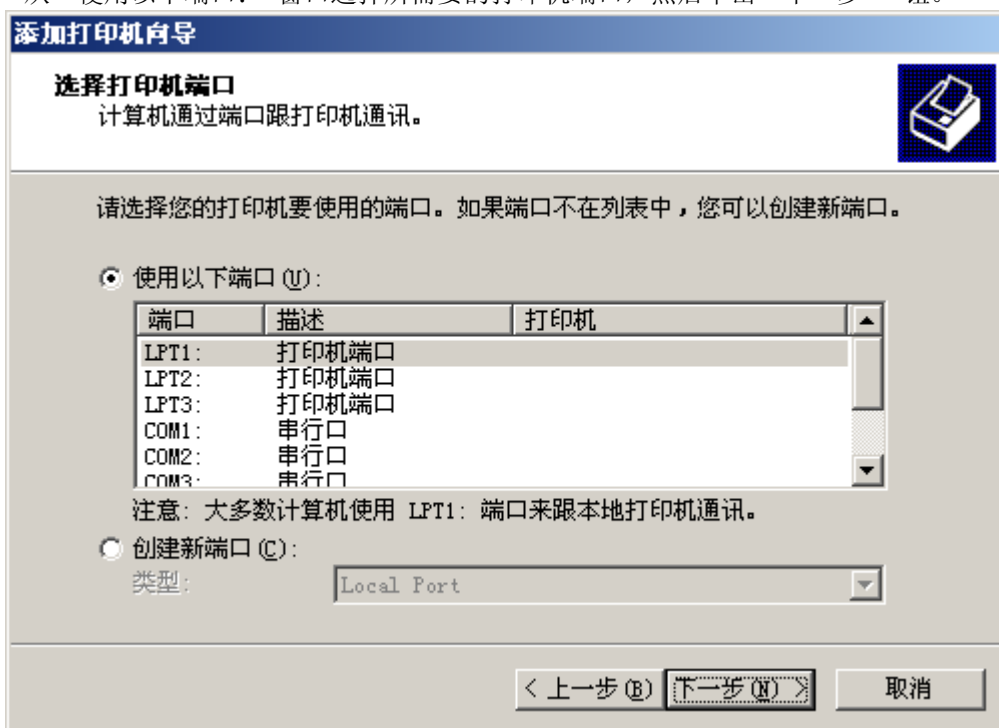 添加打印机向导
选择打印机端口
计算机通过端口跟打印机通讯。
请选择您的打印机要使用的端口。如果端口不在列表中，您可以创建新端口。
使用以下端口(U):
端口 描述 打印机
LPT1: 打印机端口
LPT2: 打印机端口
LPT3: 打印机端口
COM1: 串行口
COM2: 串行口
COM3: 串行口
注意: 大多数计算机使用 LPT1: 端口来跟本地打印机通讯。
创建新端口(C):
类型: Local Port
< 上一步(B) 下一步(N) > 取消